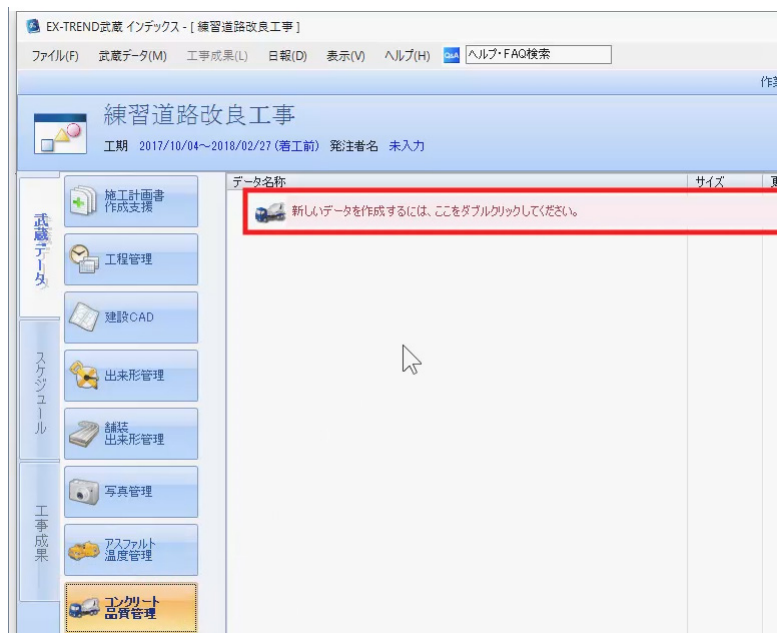 EX-TREND武蔵 インデックス - [ 練習道路改良工事 ]
ファイル(F) 武蔵データ(M) 工事成果(L) 日報(D) 表示(V) ヘルプ(H) Q&A ヘルプ・FAQ検索
練習道路改良工事
工期 2017/10/04～2018/02/27 (着工前) 発注者名 未入力
データ名称 サイズ
新しいデータを作成するには、ここをダブルクリックしてください。
武蔵データ
スケジュール
工事成果
施工計画書
作成支援
工程管理
建設CAD
出来形管理
舗装
出来形管理
写真管理
アスファルト
温度管理
コンクリート
品質管理